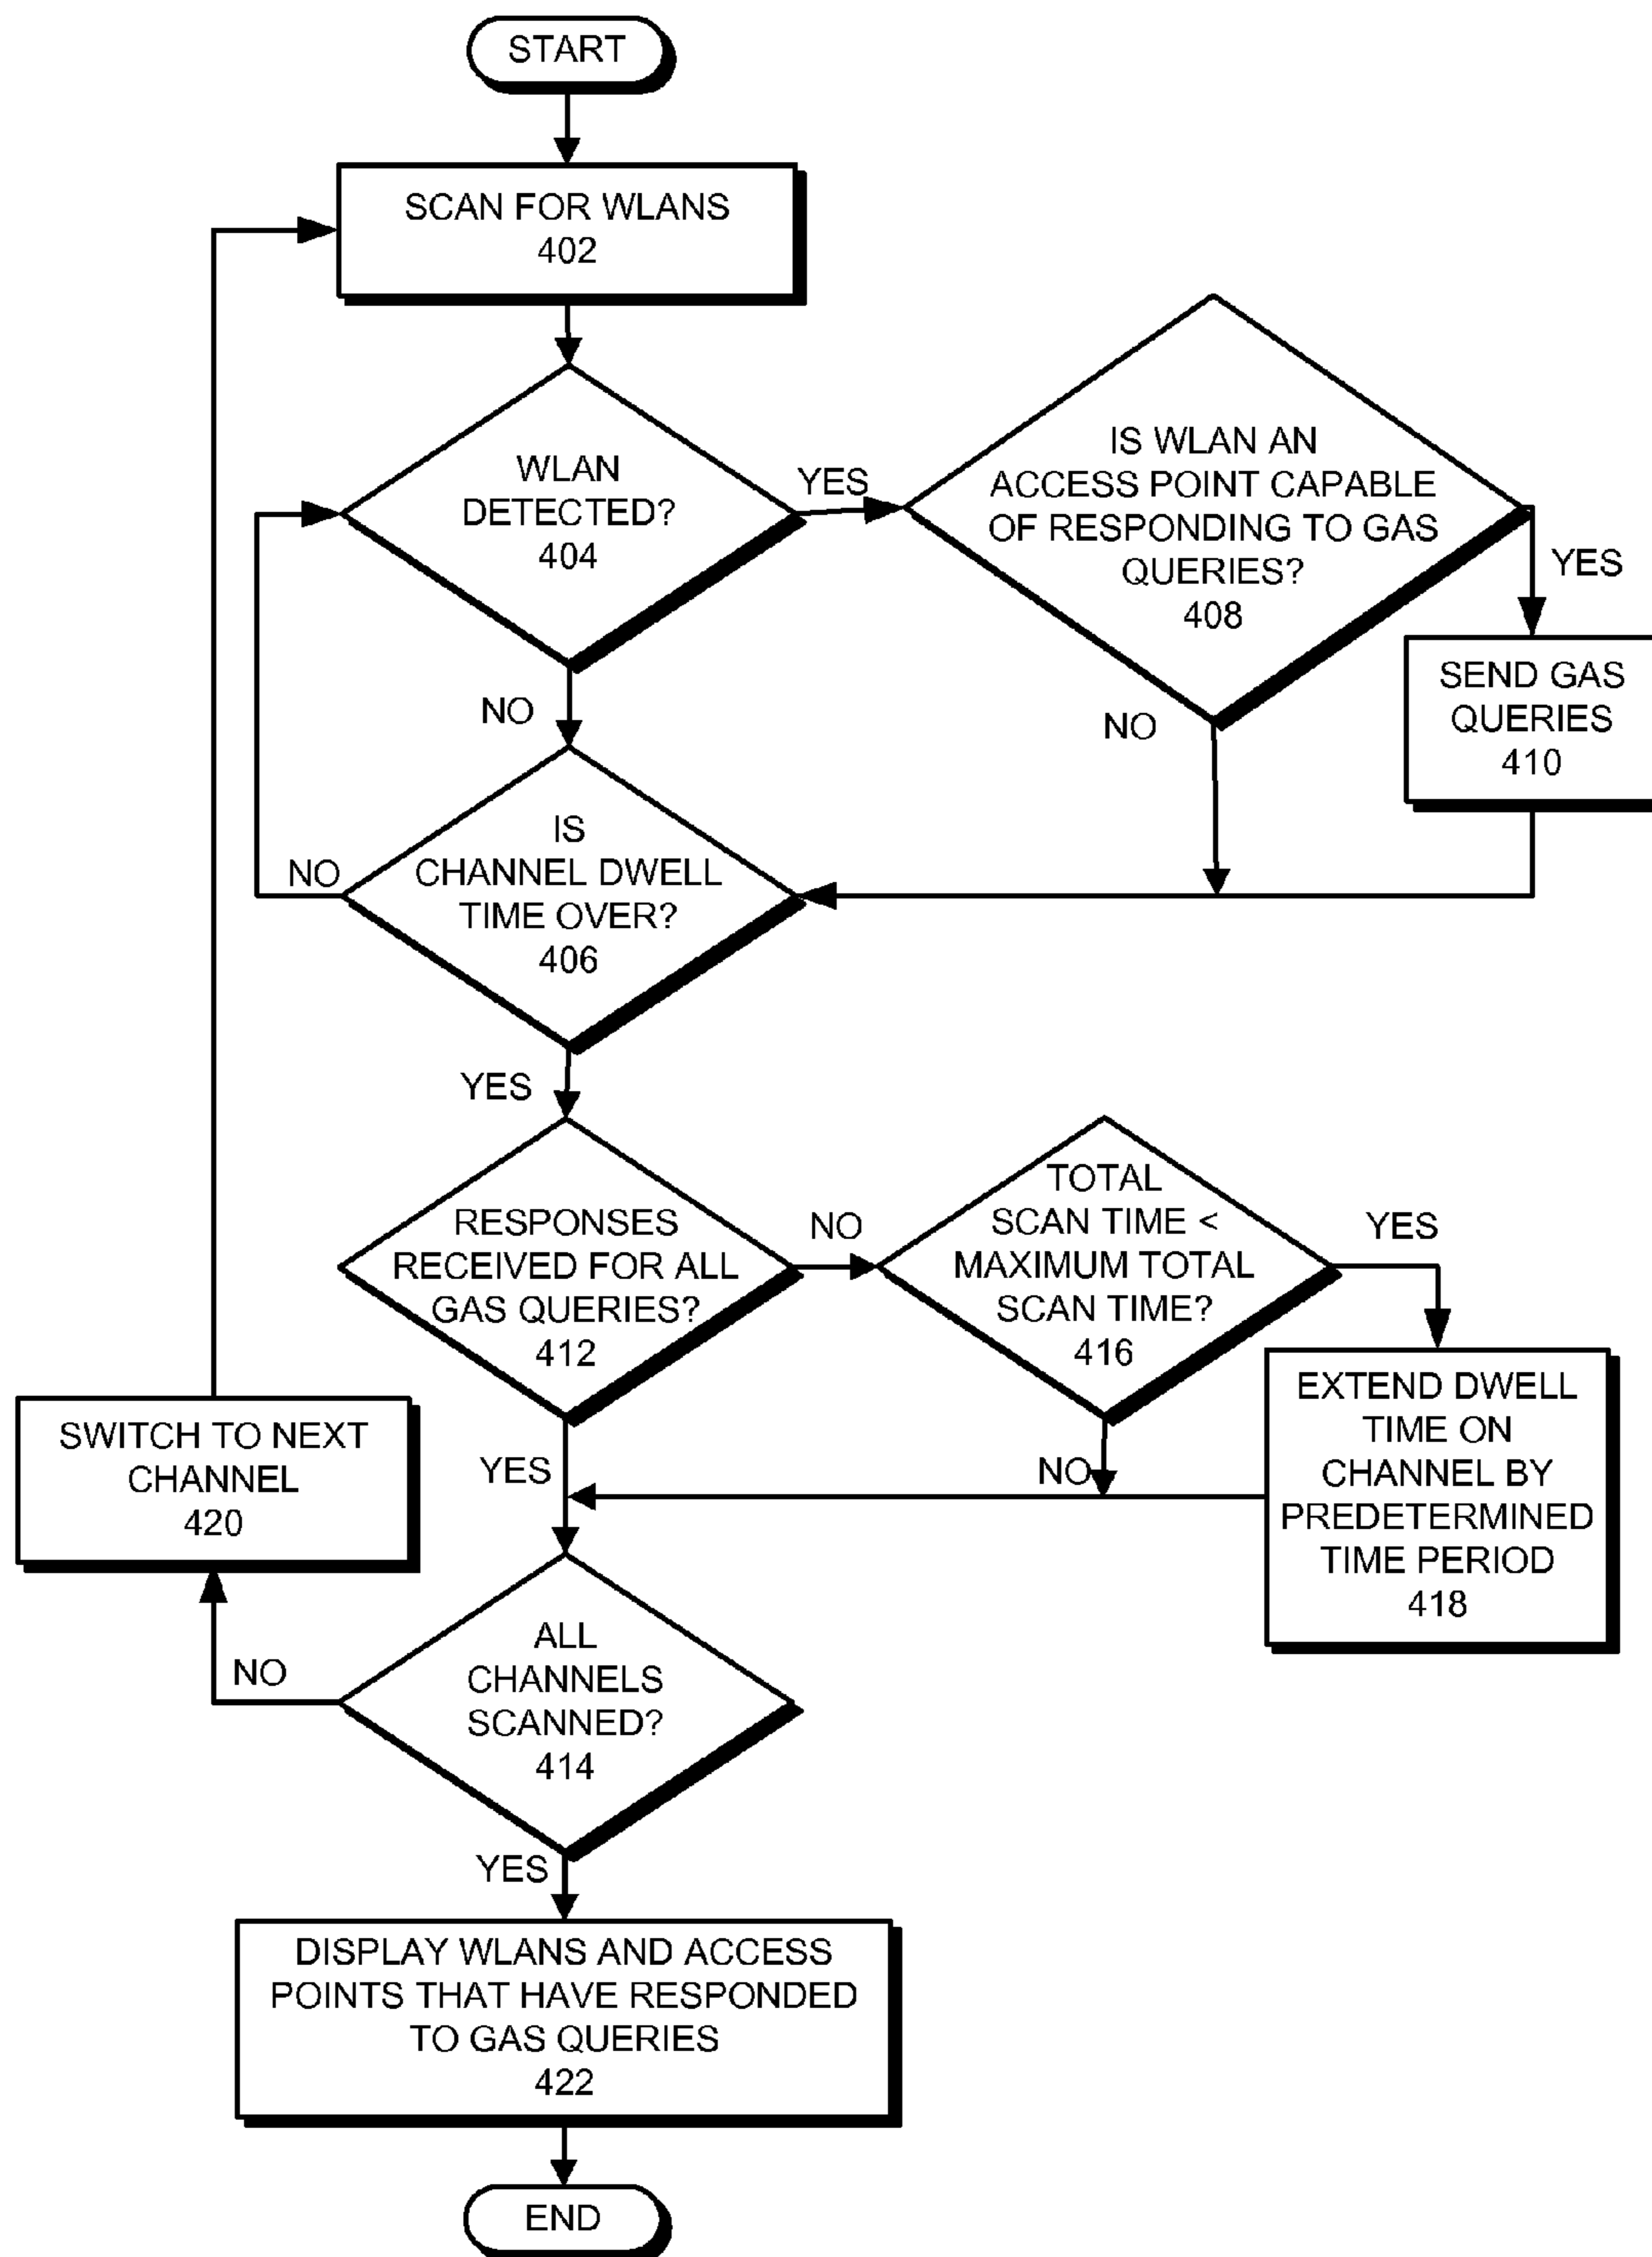 START
SCAN FOR WLANS
402
WLAN
DETECTED?
404
YES
NO
IS WLAN AN
ACCESS POINT CAPABLE
OF RESPONDING TO GAS
QUERIES?
408
YES
NO
SEND GAS
QUERIES
410
IS
CHANNEL DWELL
TIME OVER?
406
NO
YES
RESPONSES
RECEIVED FOR ALL
GAS QUERIES?
412
NO
YES
TOTAL
SCAN TIME <
MAXIMUM TOTAL
SCAN TIME?
416
YES
NO
EXTEND DWELL
TIME ON
CHANNEL BY
PREDETERMINED
TIME PERIOD
418
SWITCH TO NEXT
CHANNEL
420
ALL
CHANNELS
SCANNED?
414
NO
YES
DISPLAY WLANS AND ACCESS
POINTS THAT HAVE RESPONDED
TO GAS QUERIES
422
END